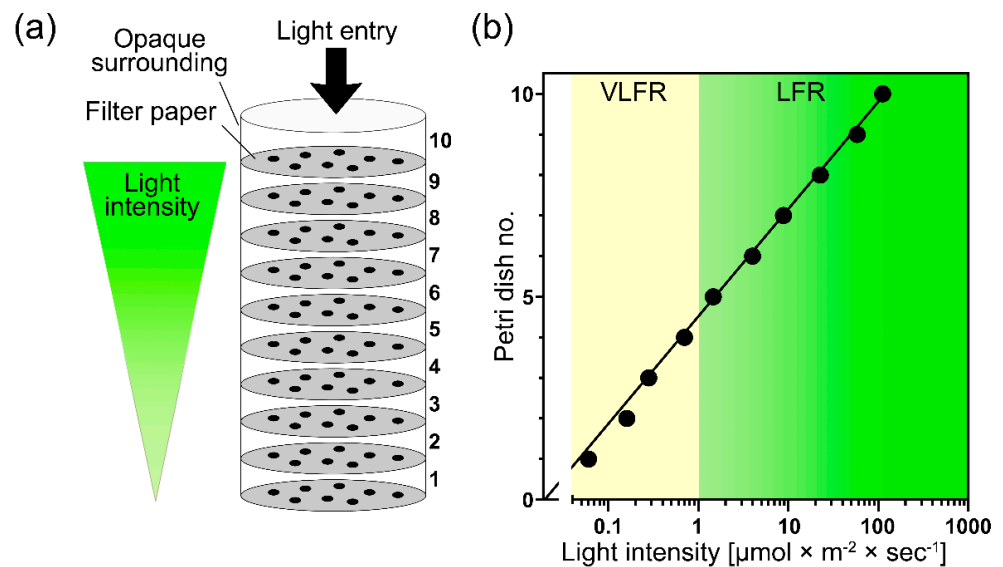 (a)
Opaque
surrounding
Light entry
Filter paper
Light
intensity
10
9
8
7
6
5
4
3
2
1
(b)
VLFR
LFR
10
5
0
Petri dish no.
0.1 1 10 100 1000
Light intensity [µmol × m⁻² × sec⁻¹]